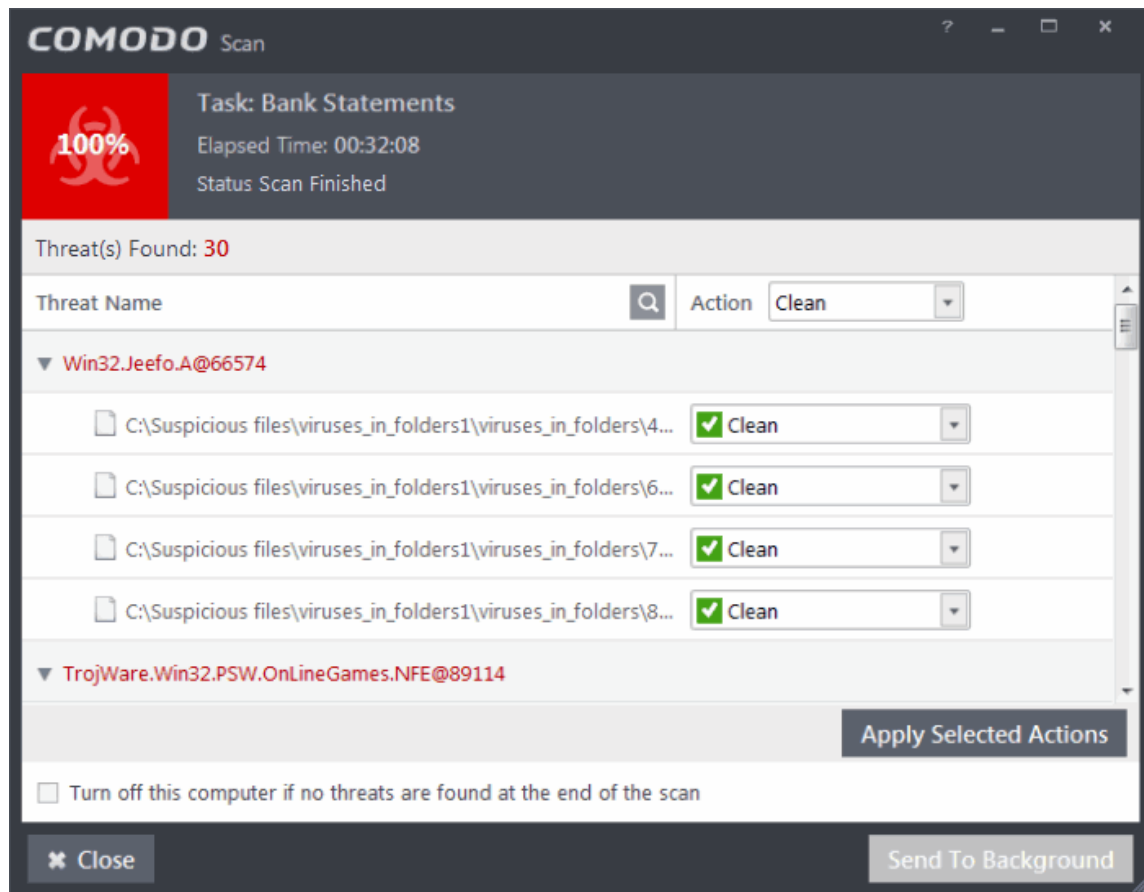 COMODO Scan
? 
100%
Task: Bank Statements
Elapsed Time: 00:32:08
Status Scan Finished
Threat(s) Found: 30
Threat Name Action Clean
Win32.Jeefo.A@66574
C:\Suspicious files\viruses_in_folders1\viruses_in_folders\4... Clean
C:\Suspicious files\viruses_in_folders1\viruses_in_folders\6... Clean
C:\Suspicious files\viruses_in_folders1\viruses_in_folders\7... Clean
C:\Suspicious files\viruses_in_folders1\viruses_in_folders\8... Clean
TrojWare.Win32.PSW.OnLineGames.NFE@89114
Apply Selected Actions
Turn off this computer if no threats are found at the end of the scan
Close Send To Background